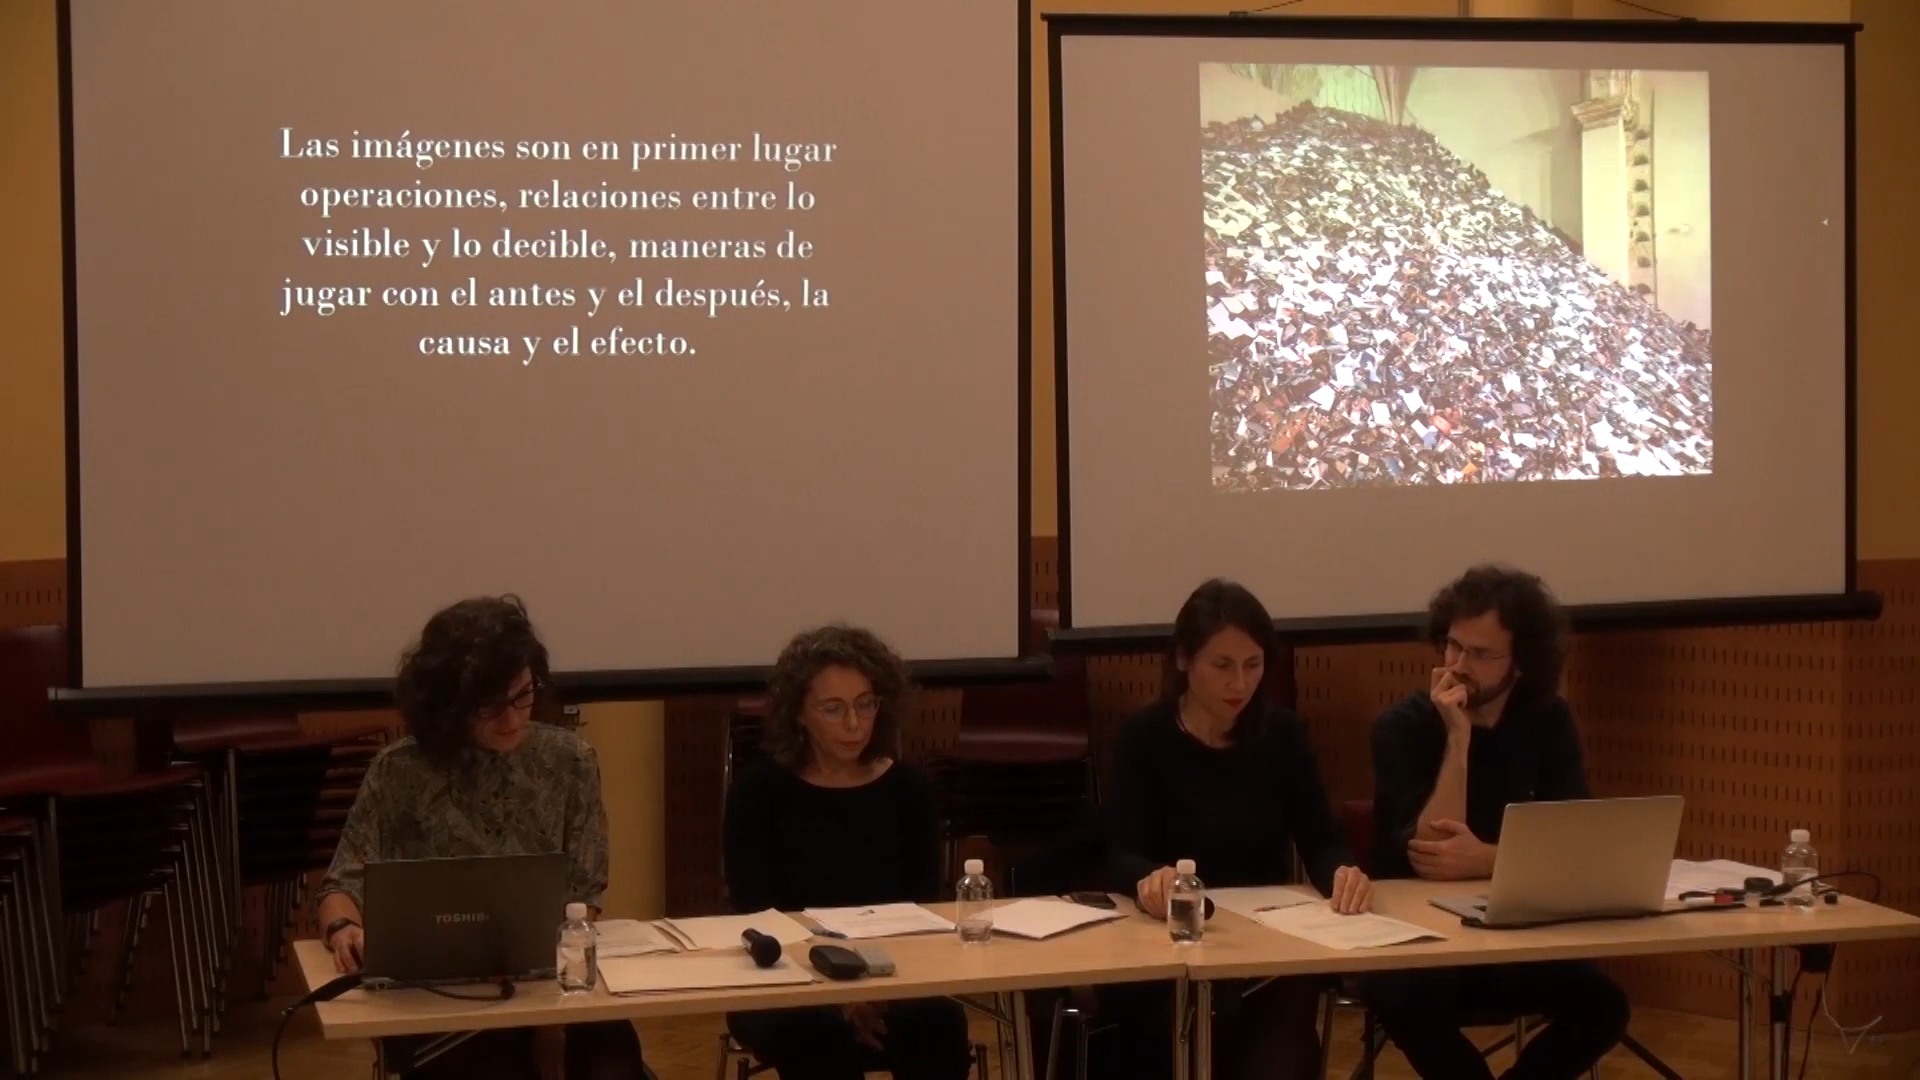 Las imágenes son en primer lugar
operaciones, relaciones entre lo
visible y lo decible, maneras de
jugar con el antes y el después, la
causa y el efecto.
TOSHIBA